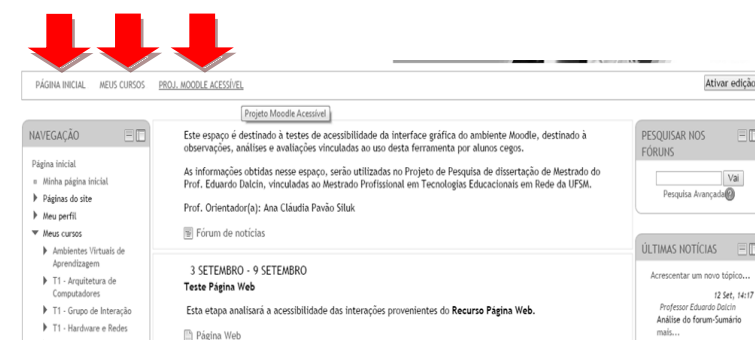 PÁGINA INICIAL MEUS CURSOS PROJ. MOODLE ACESSÍVEL
Ativar edição
Projeto Moodle Acessível
NAVEGAÇÃO
Página inicial
Minha página inicial
Páginas do site
Meu perfil
Meus cursos
Ambientes Virtuais de
Aprendizagem
T1 - Arquitetura de
Computadores
T1 - Grupo de Interação
T1 - Hardware e Redes
Este espaço é destinado à testes de acessibilidade da interface gráfica do ambiente Moodle, destinado à
observações, análises e avaliações vinculadas ao uso desta ferramenta por alunos cegos.
As informações obtidas nesse espaço, serão utilizadas no Projeto de Pesquisa de dissertação de Mestrado do
Prof. Eduardo Dalcin, vinculadas ao Mestrado Profissional em Tecnologias Educacionais em Rede da UFSM.
Prof. Orientador(a): Ana Cláudia Pavão Siluk
Fórum de notícias
3 SETEMBRO - 9 SETEMBRO
Teste Página Web
Esta etapa analisará a acessibilidade das interações provenientes do Recurso Página Web.
Página Web
PESQUISAR NOS
FÓRUNS
Vai
Pesquisa Avançada
ÚLTIMAS NOTÍCIAS
Acrescentar um novo tópico...
12 Set, 14:17
Professor Eduardo Dalcin
Análise do forum-Sumário
mais...